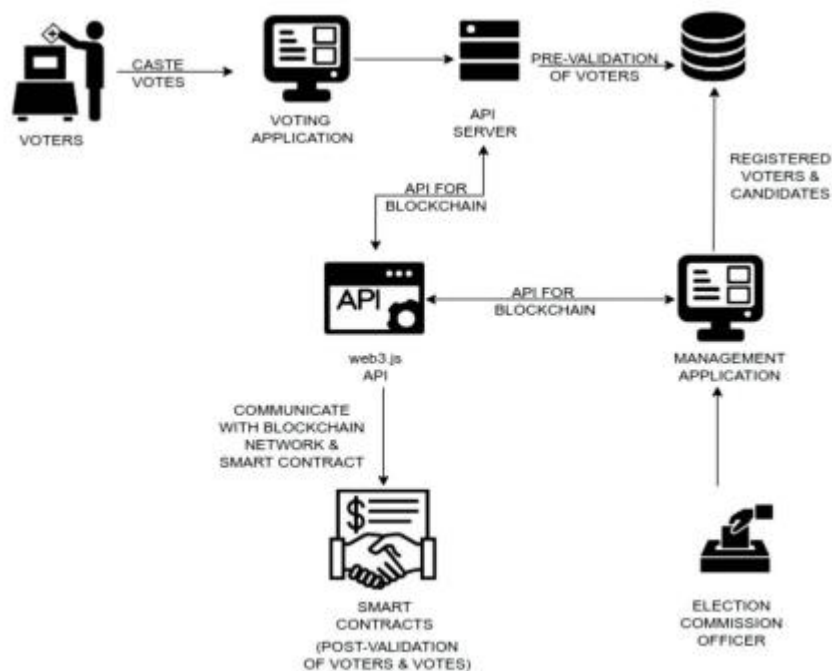 CASTE
VOTES
VOTERS
VOTING
APPLICATION
API
SERVER
PRE-VALIDATION
OF VOTERS
REGISTERED
VOTERS &
CANDIDATES
API FOR
BLOCKCHAIN
API
web3.js
API
API FOR
BLOCKCHAIN
MANAGEMENT
APPLICATION
COMMUNICATE
WITH BLOCKCHAIN
NETWORK &
SMART CONTRACT
$
SMART
CONTRACTS
(POST-VALIDATION
OF VOTERS & VOTES)
ELECTION
COMMISSION
OFFICER